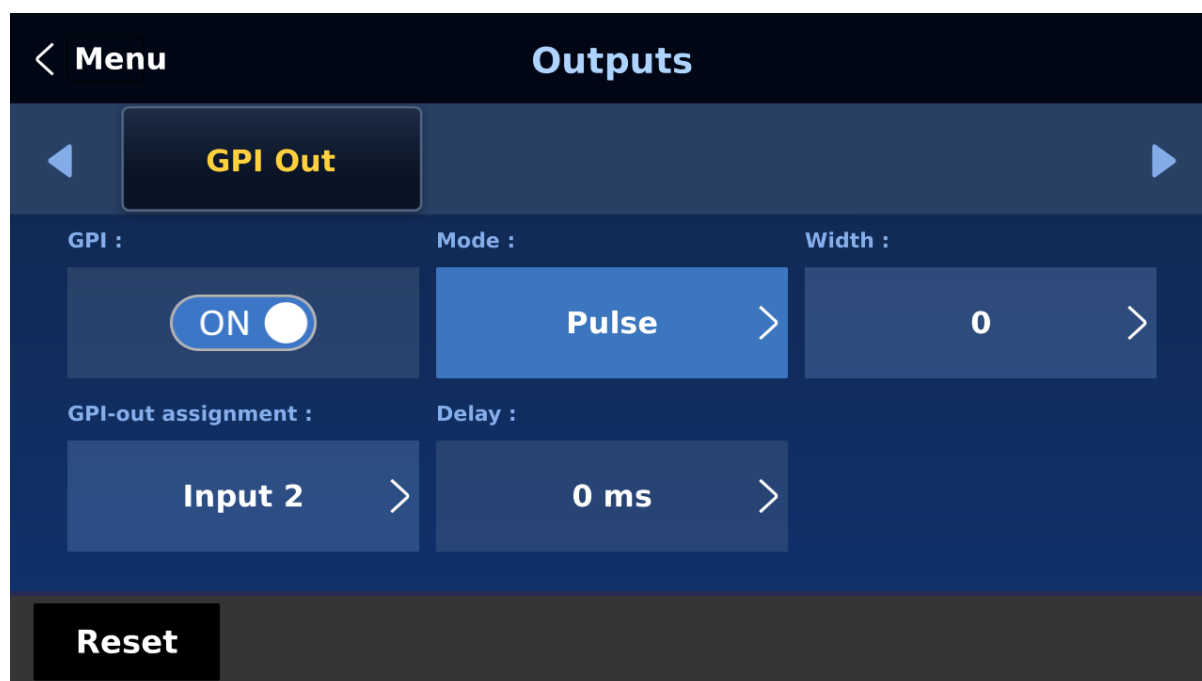 Menu
Outputs
GPI Out
GPI :
Mode :
Width :
ON
Pulse
0
GPI-out assignment :
Delay :
Input 2
0 ms
Reset